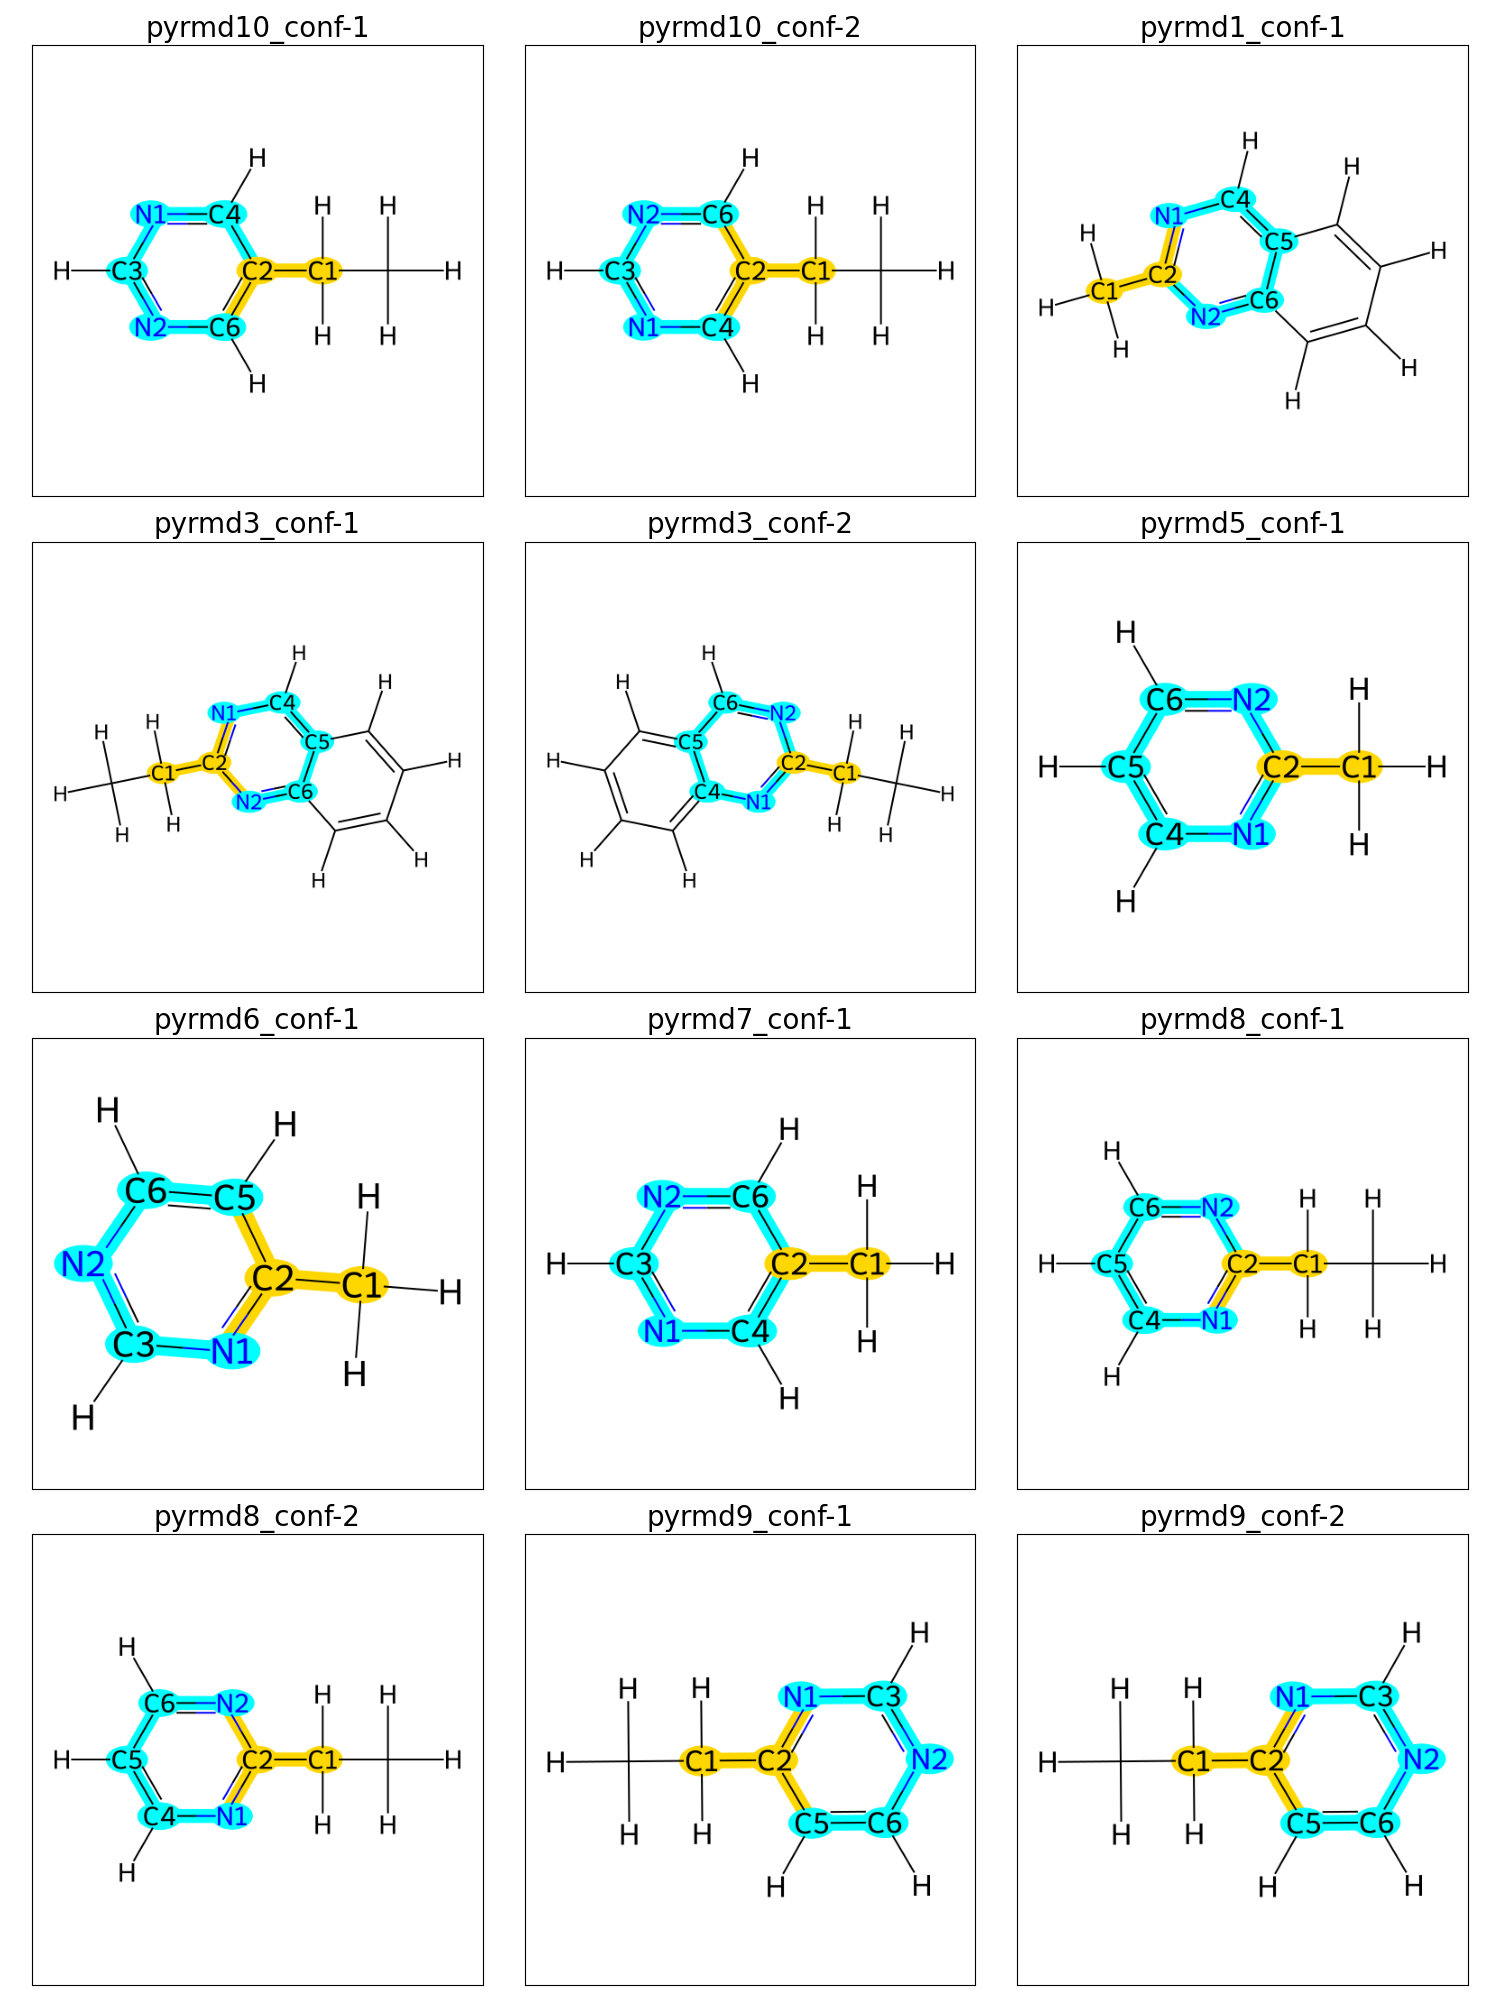 pyrmd10_conf-1 pyrmd10_conf-2 pyrmd1_conf-1
H H H
H H H H H H
N1 C4 N2 C6 C4
N1 C5 H
H C3 C2 C1 H H C3 C2 C1 H H C2
H C1 N2 C6
N2 C6 N1 C4
H H H H H H
H H H H
pyrmd3_conf-1 pyrmd3_conf-2 pyrmd5_conf-1
H H H
H H H H
H H C4 C6 H H
N1 N2 C6 N2
C5 C5
H C1 C2 H H C2 C1 H C5 C2 C1 H
N2 C6 C4 N1
H H H H C4 N1 H
H H H H H
pyrmd6_conf-1 pyrmd7_conf-1 pyrmd8_conf-1
H H H
H H
C6 C5 H N2 C6 H C6 N2 H H
N2 C2 C1 H H C3 C2 C1 H H C5 C2 C1 H
C3 N1 N1 C4 C4 N1
H H H H
H H H
pyrmd8_conf-2 pyrmd9_conf-1 pyrmd9_conf-2
H H H
C6 N2 H H H H N1 C3 H H N1 C3
H C5 C2 C1 H H C1 C2 N2 H C1 C2 N2
C4 N1 H H H H C5 C6 H H C5 C6
H H H H H